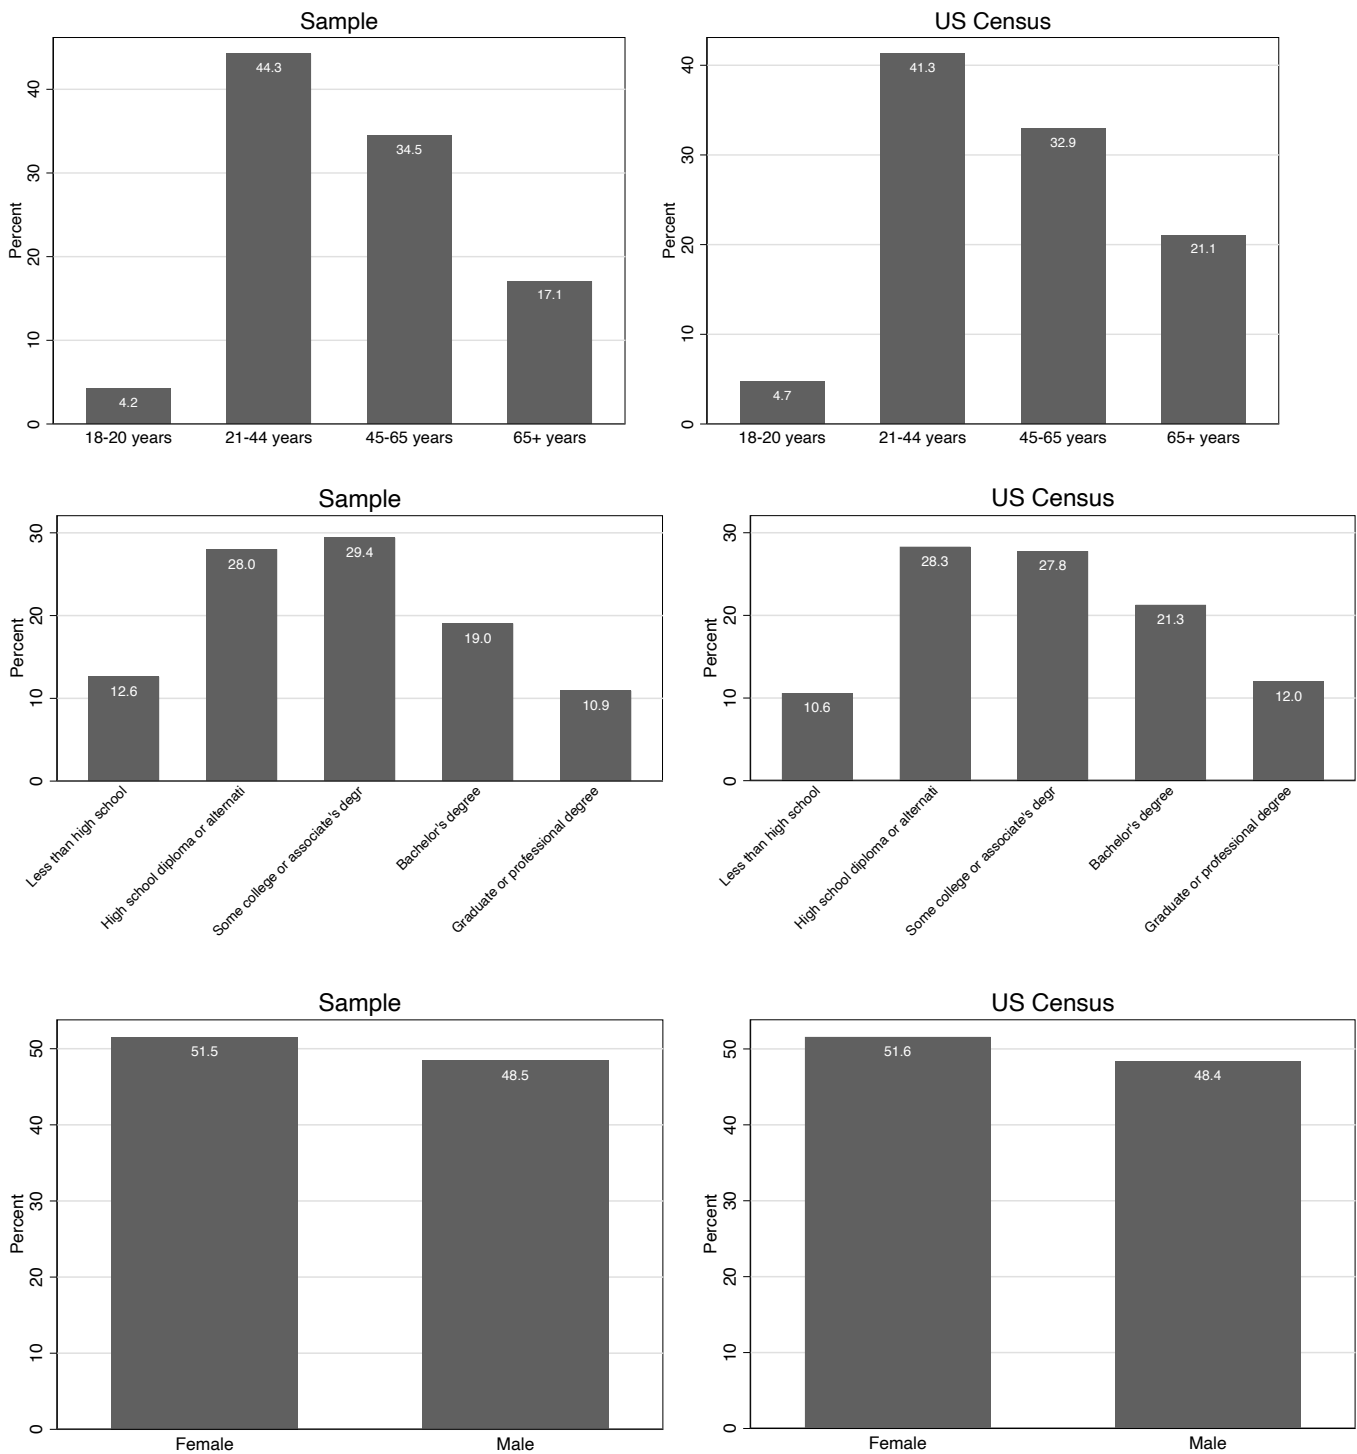 Sample
Percent
40
30
20
10
0
44.3
34.5
17.1
4.2
18-20 years
21-44 years
45-65 years
65+ years
US Census
Percent
40
30
20
10
0
41.3
32.9
21.1
4.7
18-20 years
21-44 years
45-65 years
65+ years
Sample
Percent
30
20
10
0
12.6
28.0
29.4
19.0
10.9
Less than high school
High school diploma or alternati
Some college or associate's degr
Bachelor's degree
Graduate or professional degree
US Census
Percent
30
20
10
0
10.6
28.3
27.8
21.3
12.0
Less than high school
High school diploma or alternati
Some college or associate's degr
Bachelor's degree
Graduate or professional degree
Sample
Percent
50
40
30
20
10
0
51.5
48.5
Female
Male
US Census
Percent
50
40
30
20
10
0
51.6
48.4
Female
Male